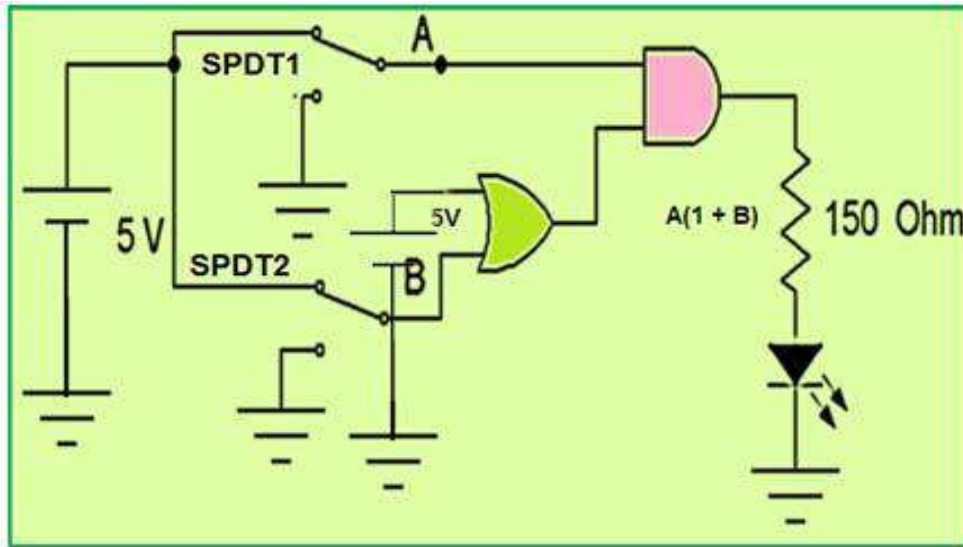 A
SPDT1
5V
5 V
A(1 + B)
150 Ohm
SPDT2
B